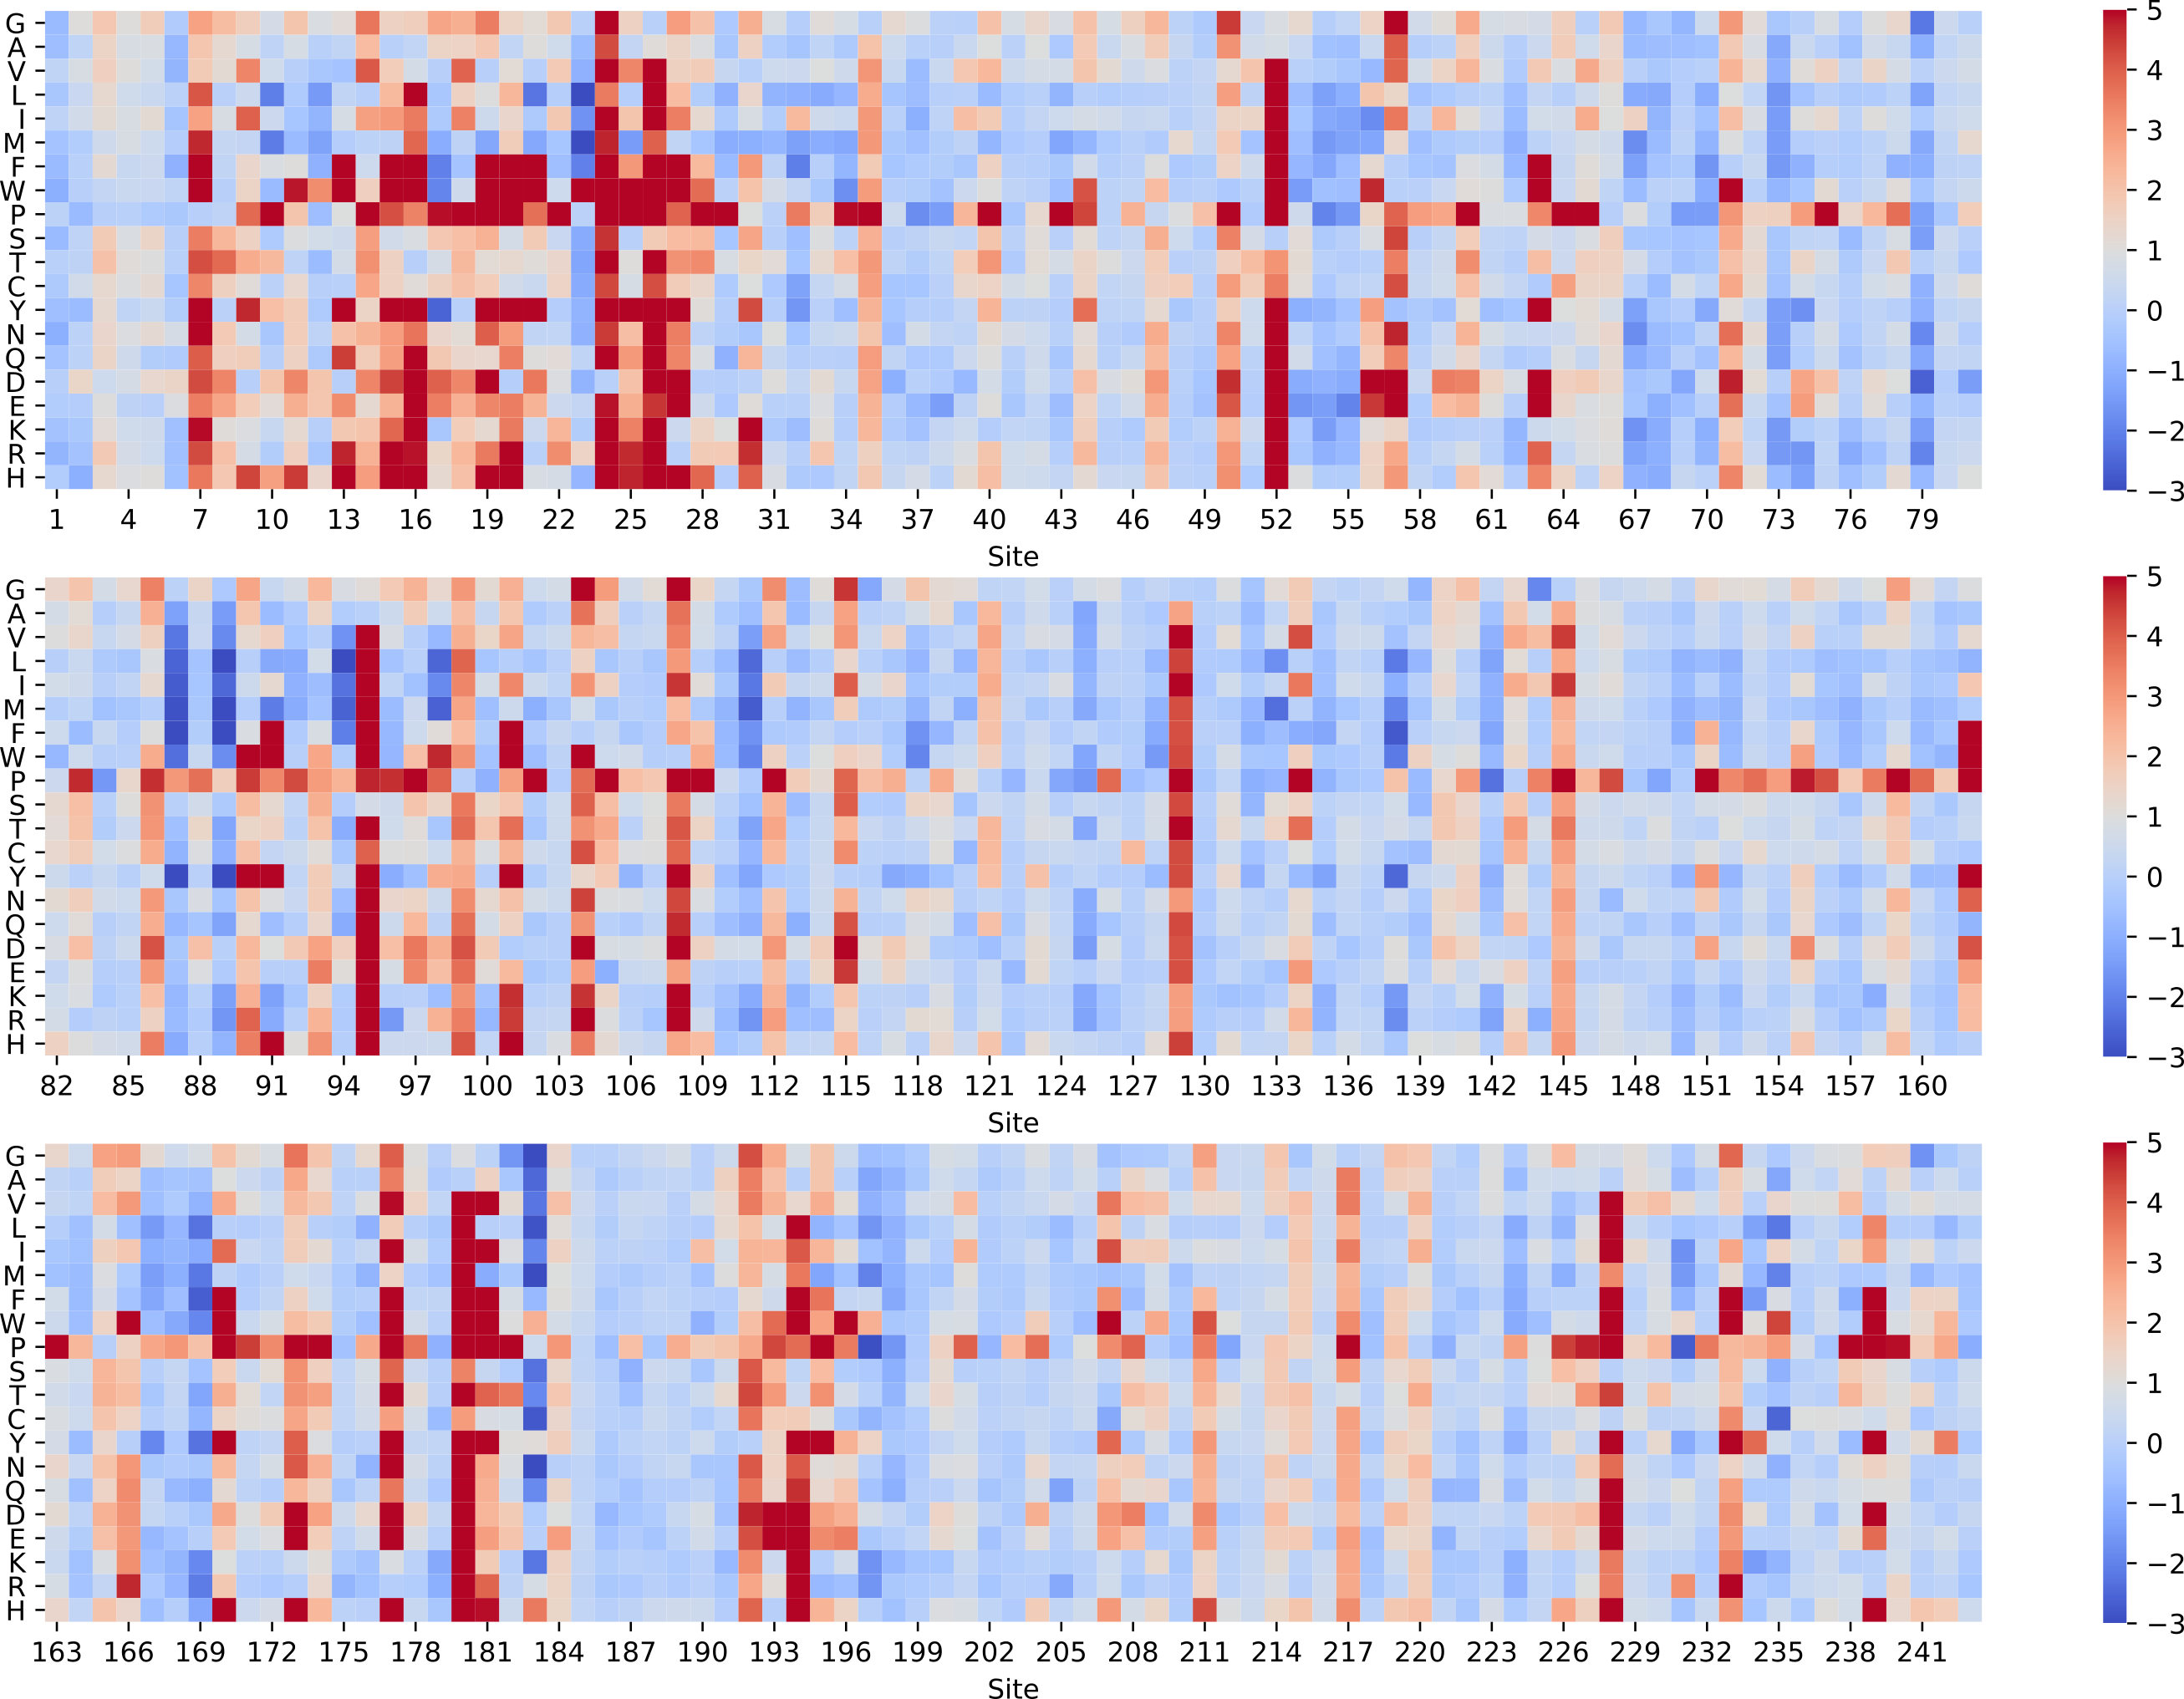 G
A
V
L
I
M
F
W
P
S
T
C
Y
N
Q
D
E
K
R
H
1 4 7 10 13 16 19 22 25 28 31 34 37 40 43 46 49 52 55 58 61 64 67 70 73 76 79
Site
5
4
3
2
1
0
−1
−2
−3
G
A
V
L
I
M
F
W
P
S
T
C
Y
N
Q
D
E
K
R
H
82 85 88 91 94 97 100 103 106 109 112 115 118 121 124 127 130 133 136 139 142 145 148 151 154 157 160
Site
5
4
3
2
1
0
−1
−2
−3
G
A
V
L
I
M
F
W
P
S
T
C
Y
N
Q
D
E
K
R
H
163 166 169 172 175 178 181 184 187 190 193 196 199 202 205 208 211 214 217 220 223 226 229 232 235 238 241
Site
5
4
3
2
1
0
−1
−2
−3